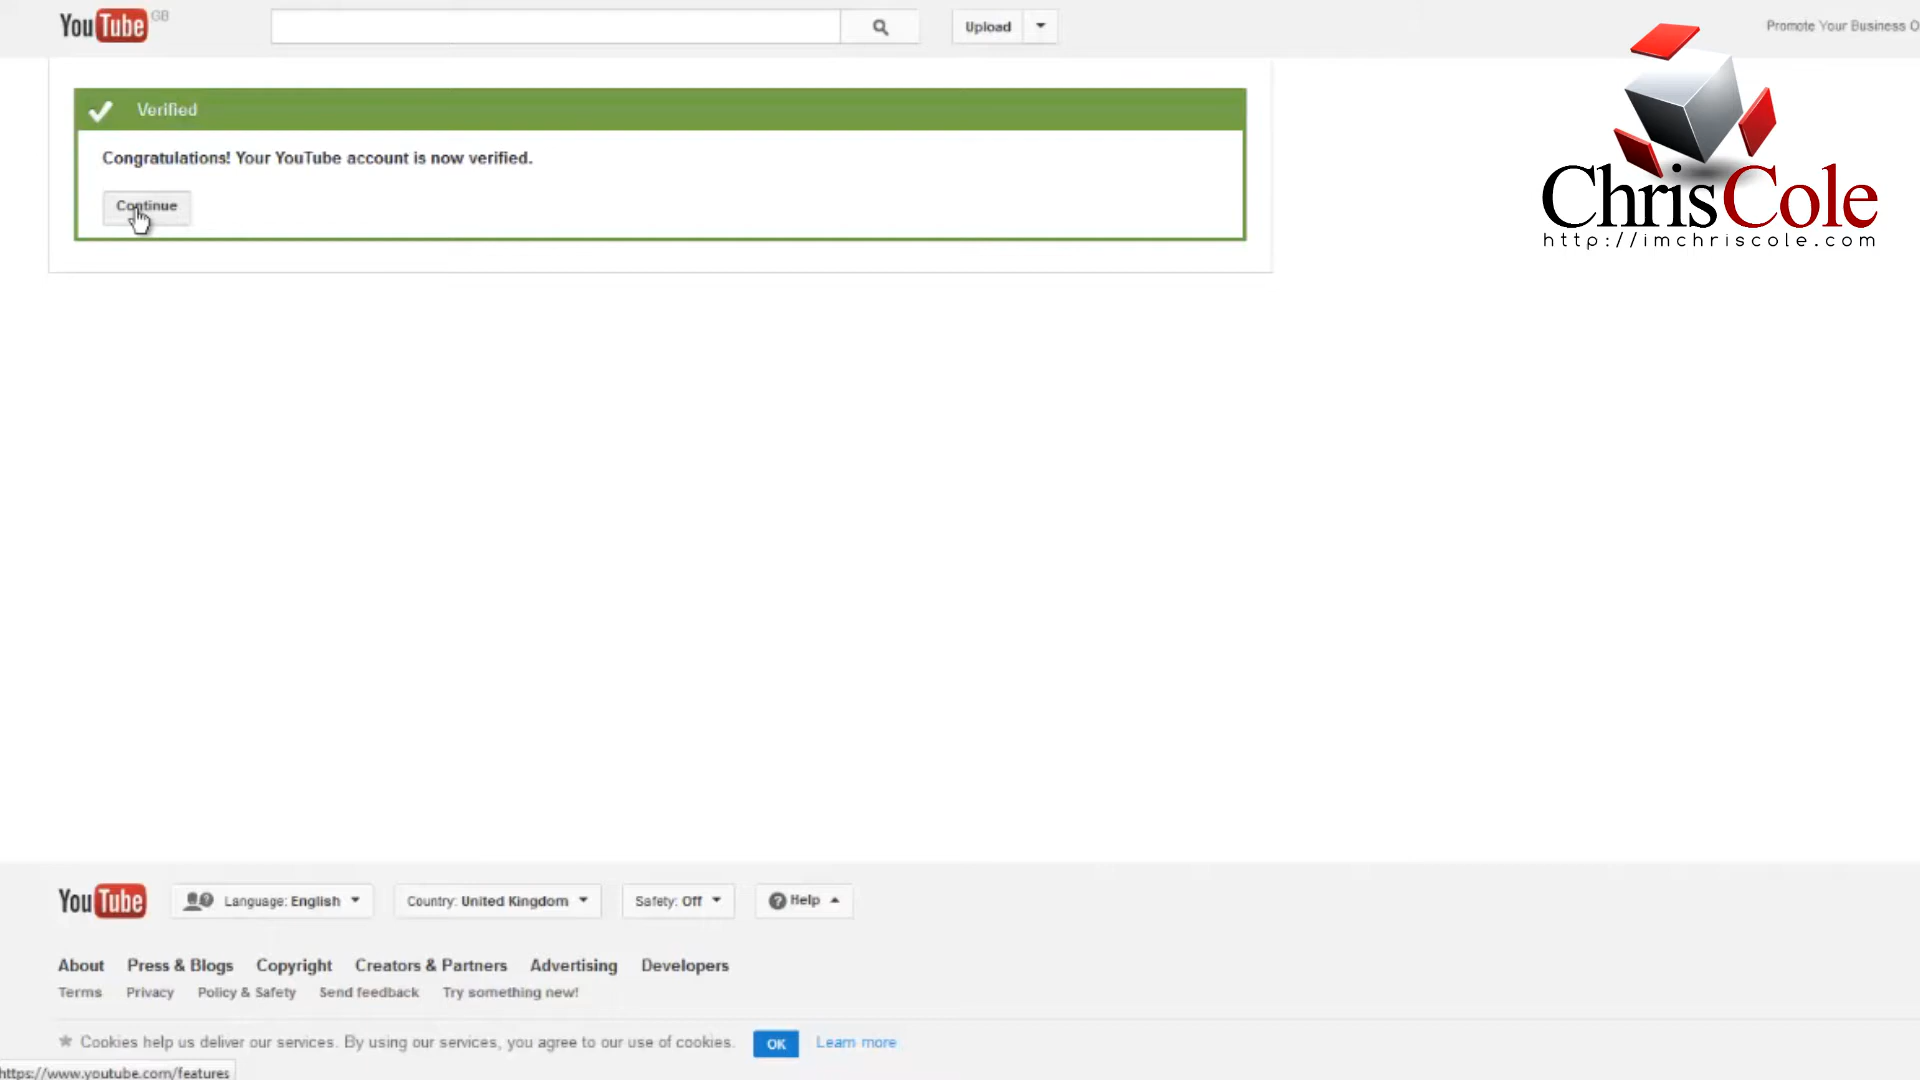 YouTube GB
Upload
Promote Your Business O
Verified
Congratulations! Your YouTube account is now verified.
Continue
ChrisCole
http://imchriscole.com
YouTube
Language: English
Country: United Kingdom
Safety: Off
Help
About Press & Blogs Copyright Creators & Partners Advertising Developers
Terms Privacy Policy & Safety Send feedback Try something new!
Cookies help us deliver our services. By using our services, you agree to our use of cookies. OK Learn more
https://www.youtube.com/features